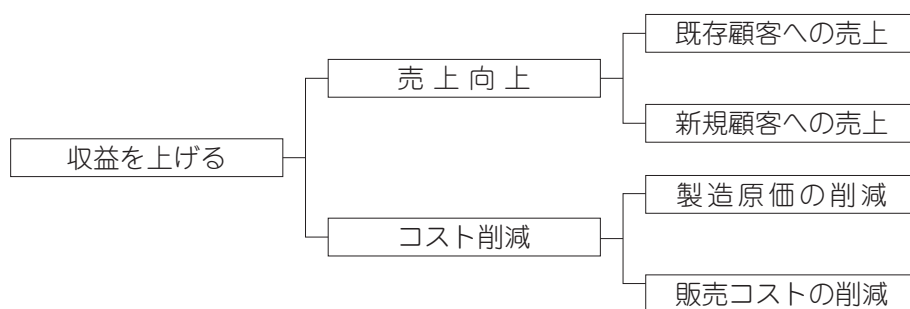 既存顧客への売上
売上向上
新規顧客への売上
収益を上げる
製造原価の削減
コスト削減
販売コストの削減